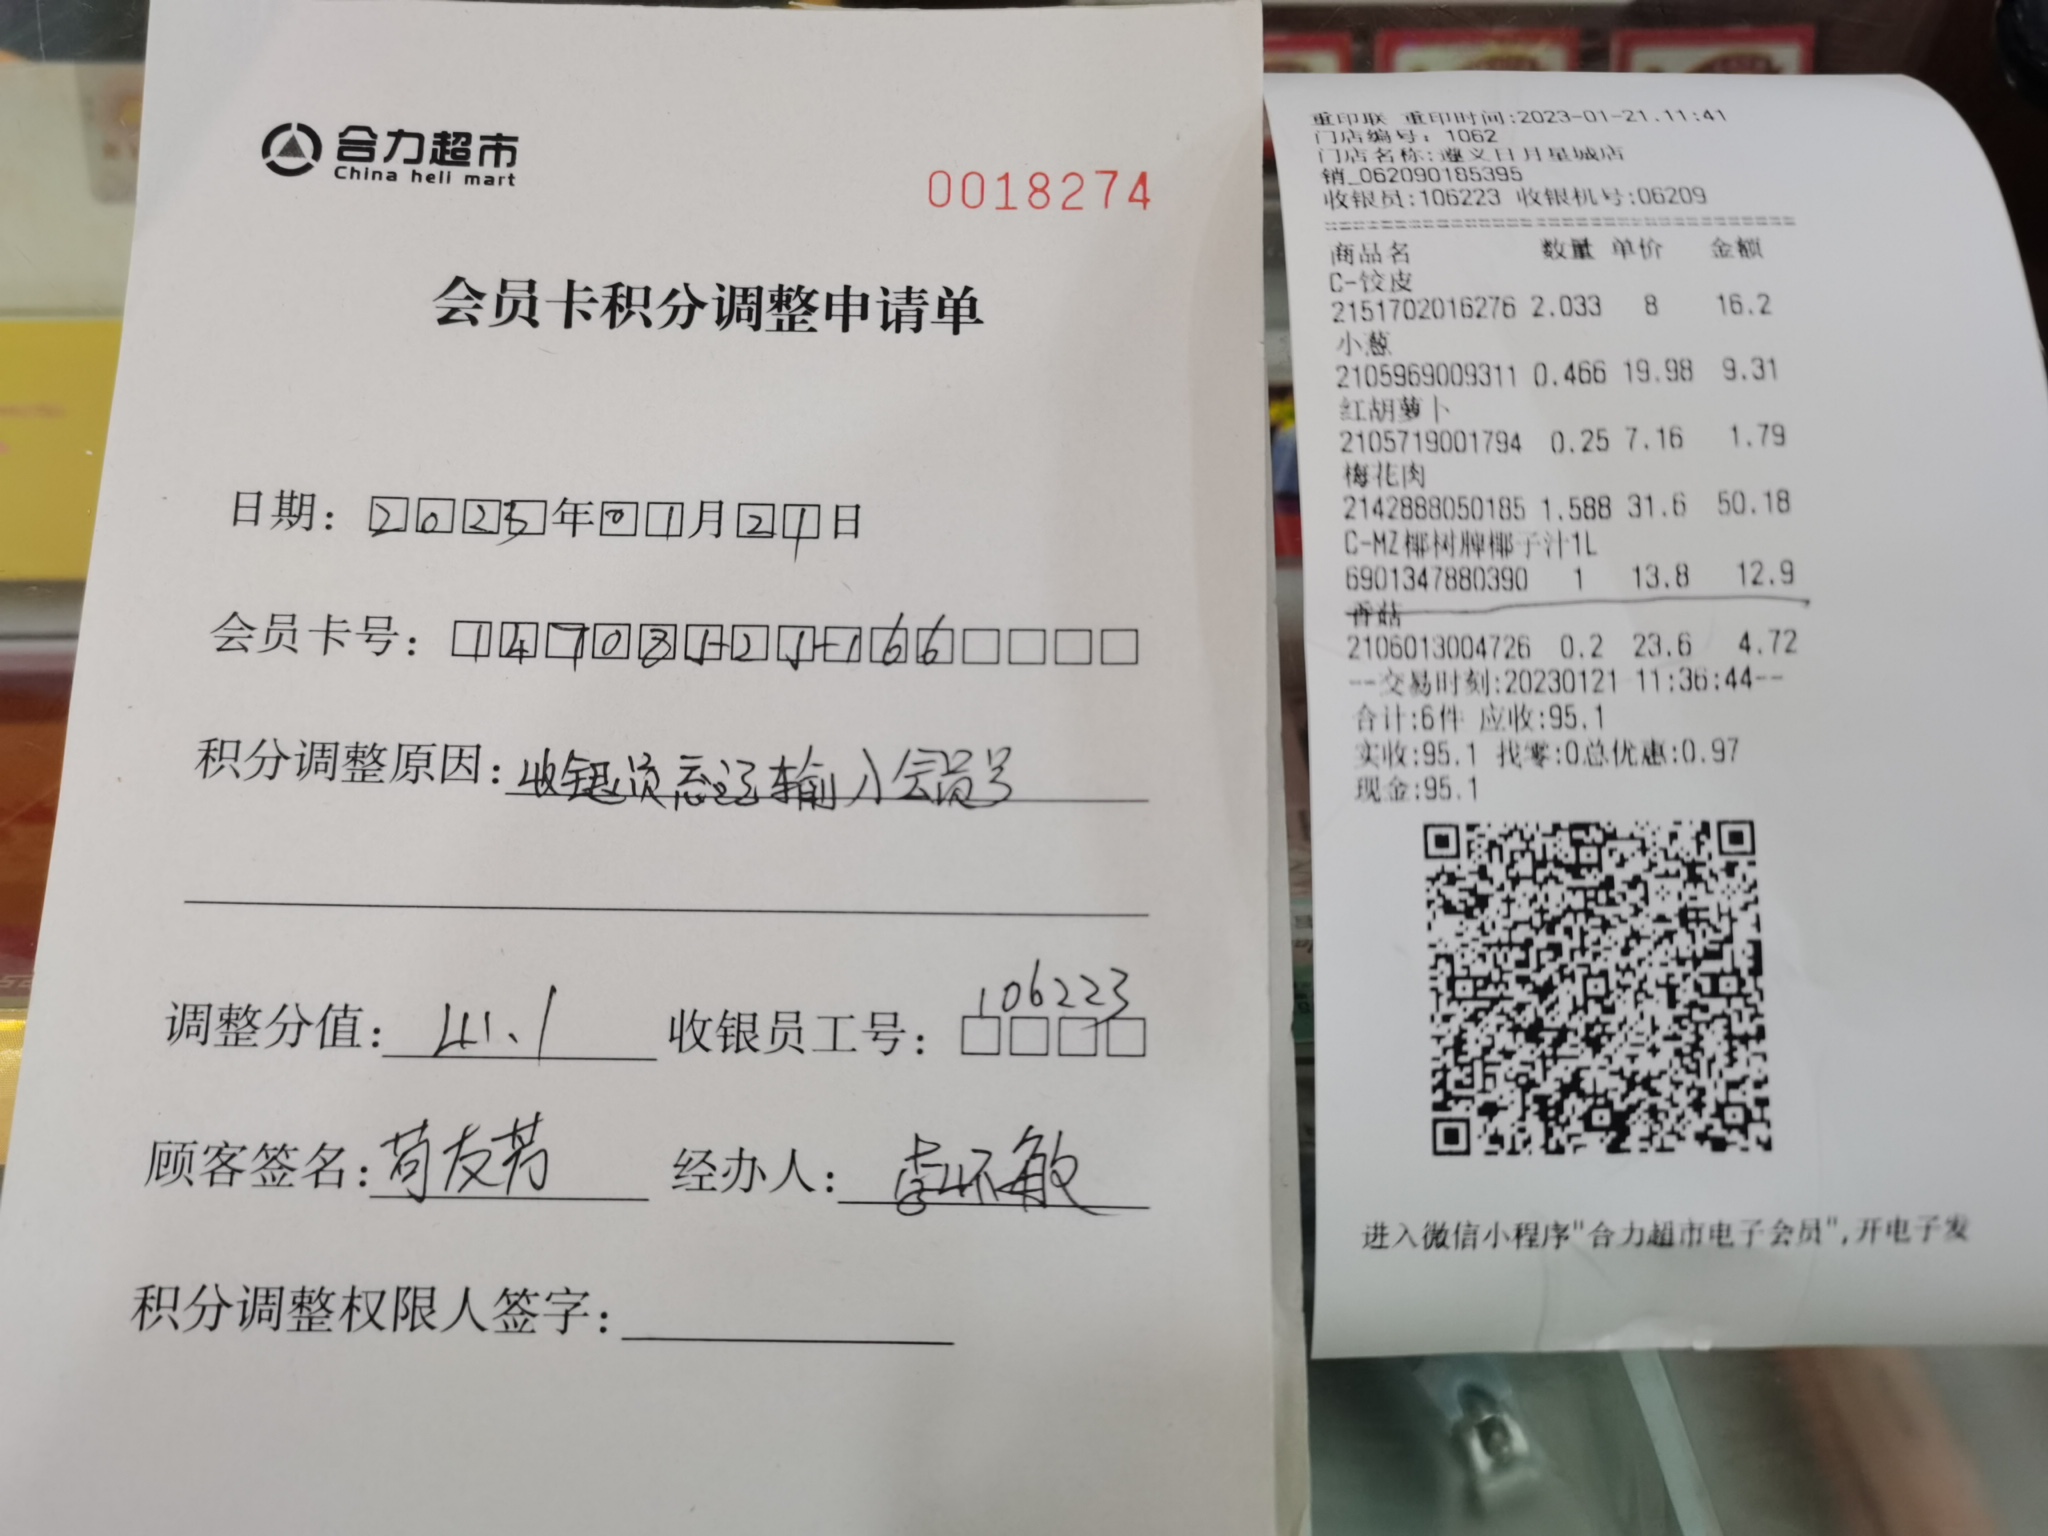 合力超市
China heli mart
0018274
会员卡积分调整申请单
日期：2023年01月21日
会员卡号：14708121166
积分调整原因：收银员忘记输入会员号
调整分值： 收银员工号：106223
顾客签名：苟友芳 经办人：李环敏
积分调整权限人签字：
重印联 重印时间:2023-01-21.11:41
门店编号: 1062
门店名称:遵义日月星城店
销_062090185395
收银员:106223 收银机号:06209
商品名 数量 单价 金额
C-饺皮
2151702016276 2.033 8 16.2
小葱
2105969009311 0.466 19.98 9.31
红胡萝卜
2105719001794 0.25 7.16 1.79
梅花肉
2142888050185 1.588 31.6 50.18
C-MZ椰树牌椰子汁1L
6901347880390 1 13.8 12.9
香菇
2106013004726 0.2 23.6 4.72
--交易时刻:20230121 11:36:44--
合计:6件 应收:95.1
实收:95.1 找零:0总优惠:0.97
现金:95.1
进入微信小程序"合力超市电子会员",开电子发